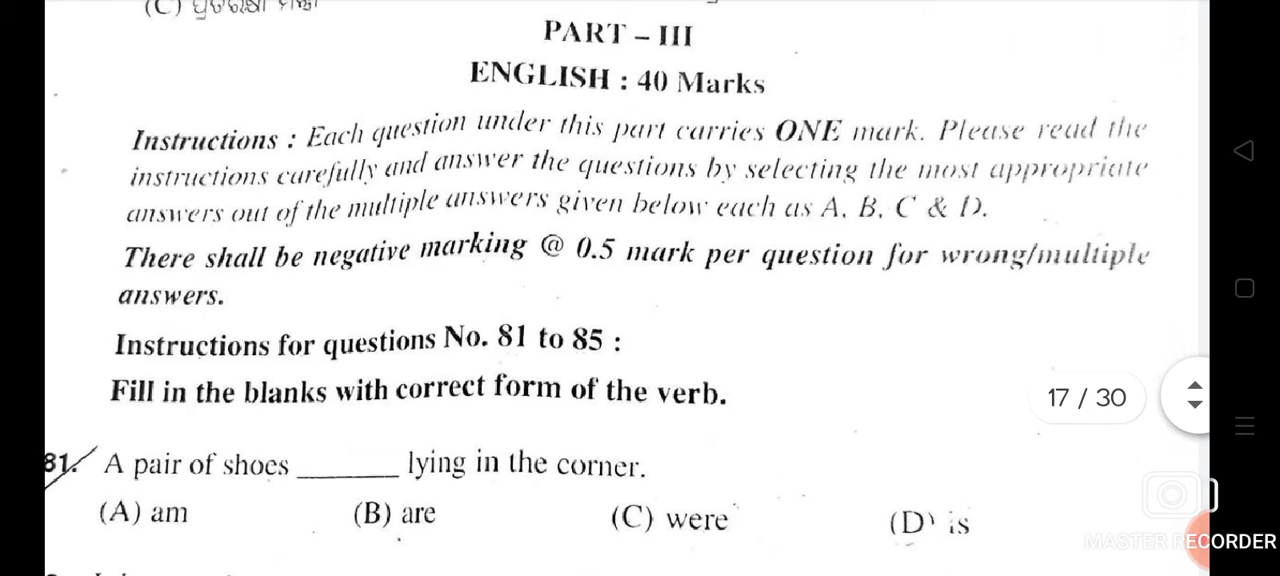 PART – III
ENGLISH : 40 Marks
Instructions : Each question under this part carries ONE mark. Please read the
instructions carefully and answer the questions by selecting the most appropriate
answers out of the multiple answers given below each as A, B, C & D.
There shall be negative marking @ 0.5 mark per question for wrong/multiple
answers.
Instructions for questions No. 81 to 85 :
Fill in the blanks with correct form of the verb.
17 / 30
81. A pair of shoes _______ lying in the corner.
(A) am (B) are (C) were (D) is
MASTER RECORDER